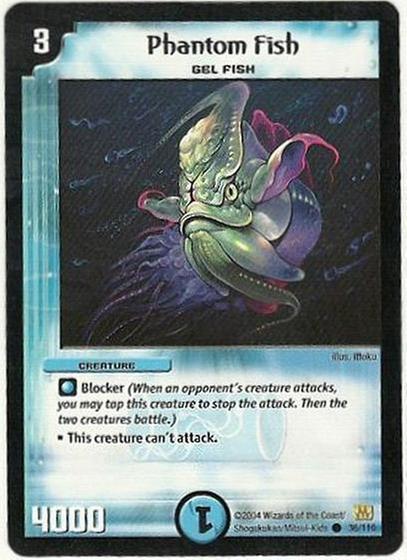 3
Phantom Fish
GEL FISH
illus. Ittoku
CREATURE
Blocker (When an opponent's creature attacks,
you may tap this creature to stop the attack. Then the
two creatures battle.)
▪ This creature can't attack.
4000
1
©2004 Wizards of the Coast/
Shogakukan/Mitsui-Kids ● 36/110